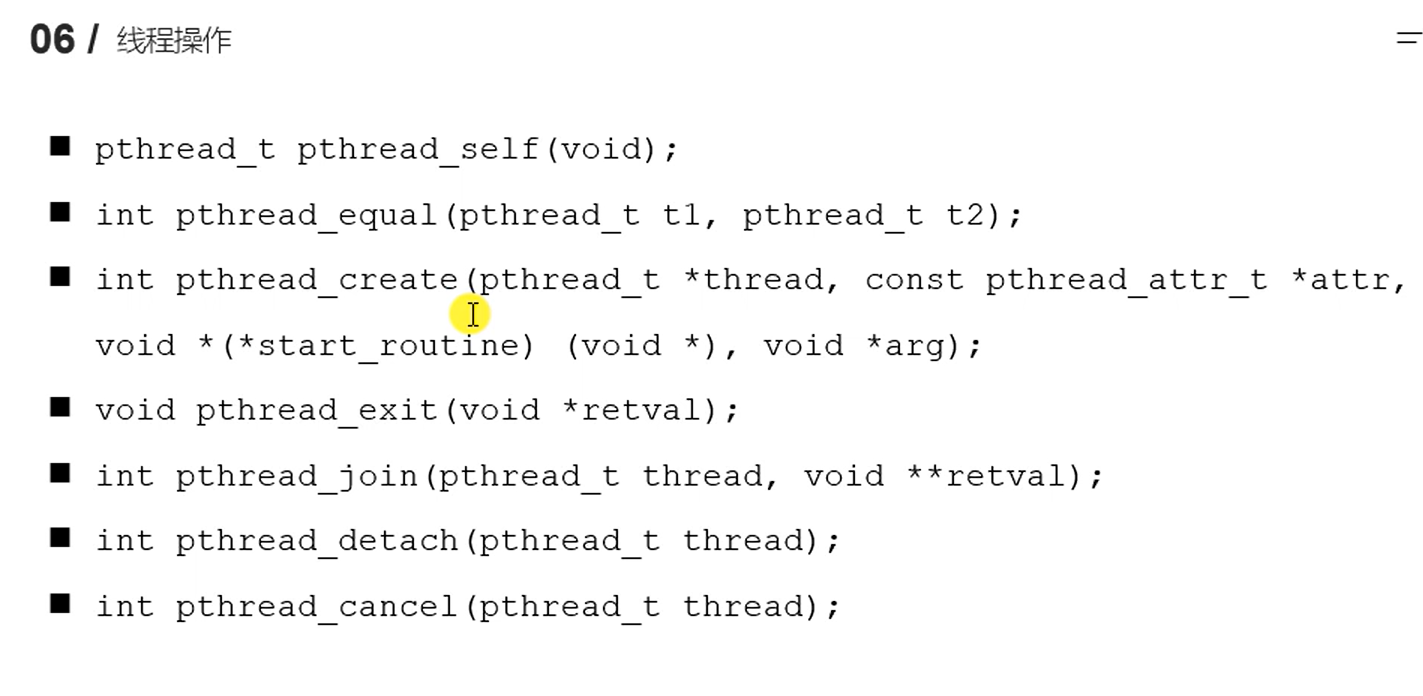 06 / 线程操作
■ pthread_t pthread_self(void);
■ int pthread_equal(pthread_t t1, pthread_t t2);
■ int pthread_create(pthread_t *thread, const pthread_attr_t *attr,
void *(*start_routine) (void *), void *arg);
■ void pthread_exit(void *retval);
■ int pthread_join(pthread_t thread, void **retval);
■ int pthread_detach(pthread_t thread);
■ int pthread_cancel(pthread_t thread);